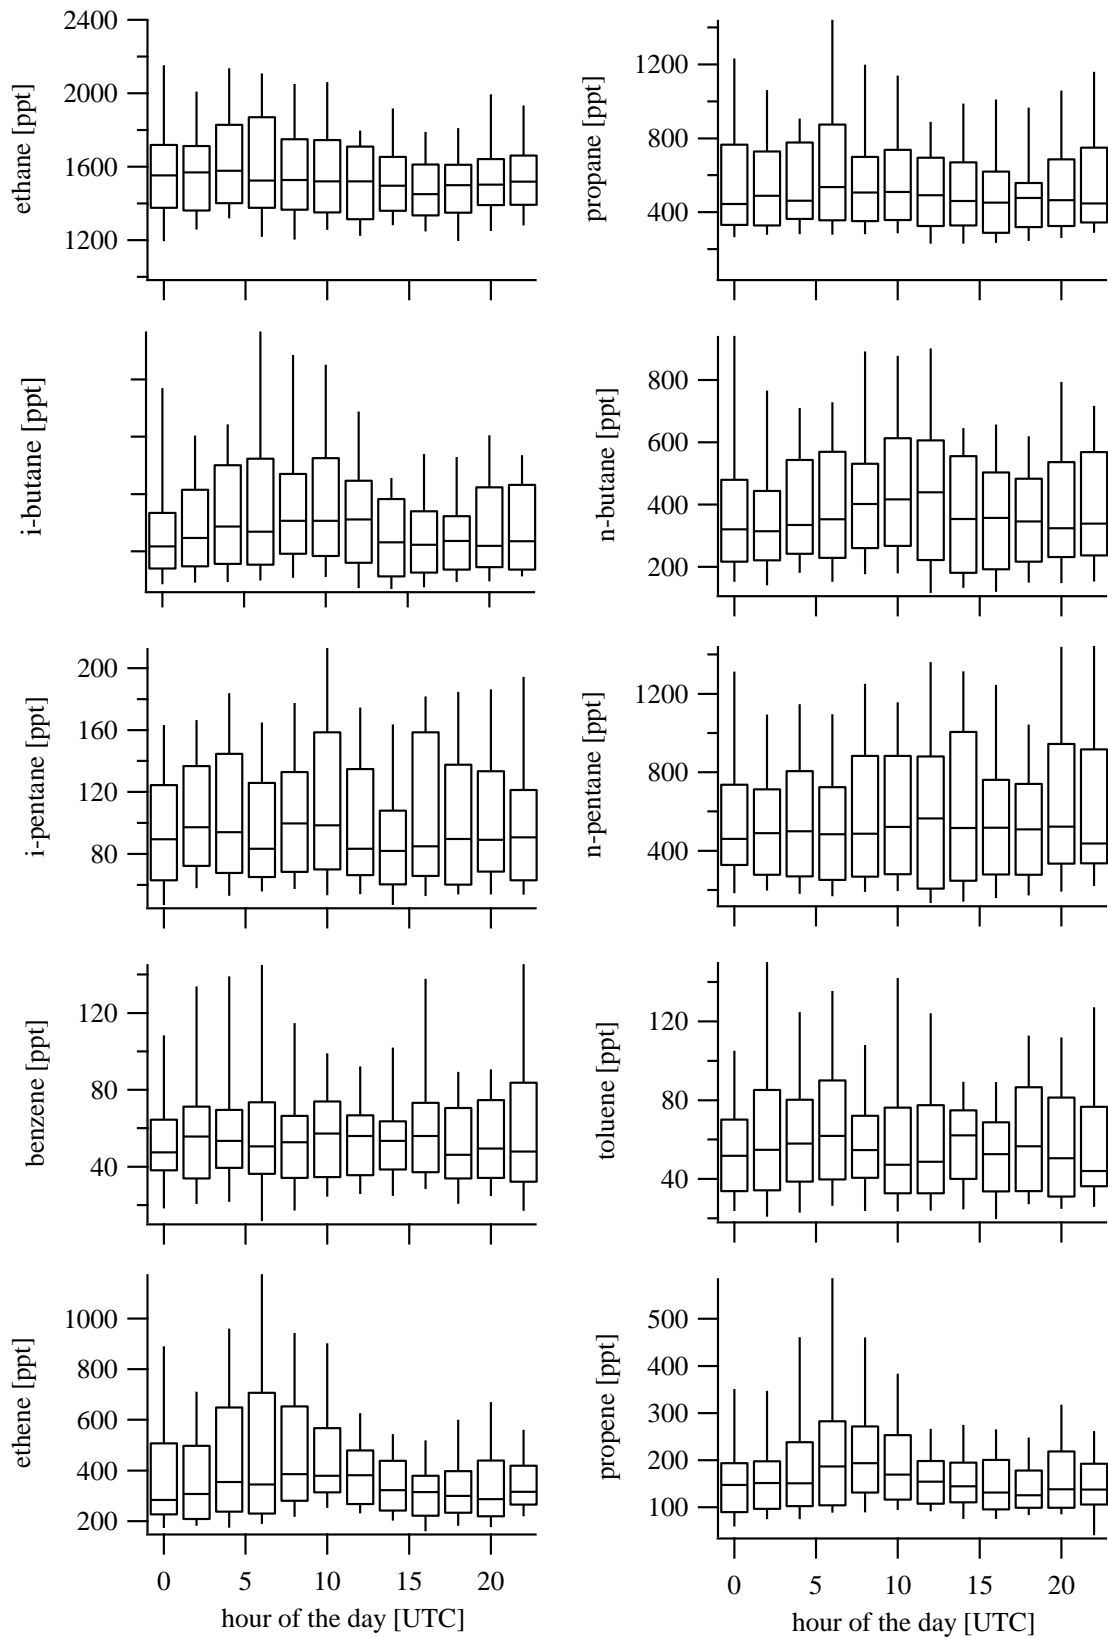 2400
2000
1600
1200
ethane [ppt]
1200
800
400
propane [ppt]
i-butane [ppt]
800
600
400
200
n-butane [ppt]
200
160
120
80
i-pentane [ppt]
1200
800
400
n-pentane [ppt]
120
80
40
benzene [ppt]
120
80
40
toluene [ppt]
1000
800
600
400
200
ethene [ppt]
0 5 10 15 20
hour of the day [UTC]
500
400
300
200
100
propene [ppt]
0 5 10 15 20
hour of the day [UTC]